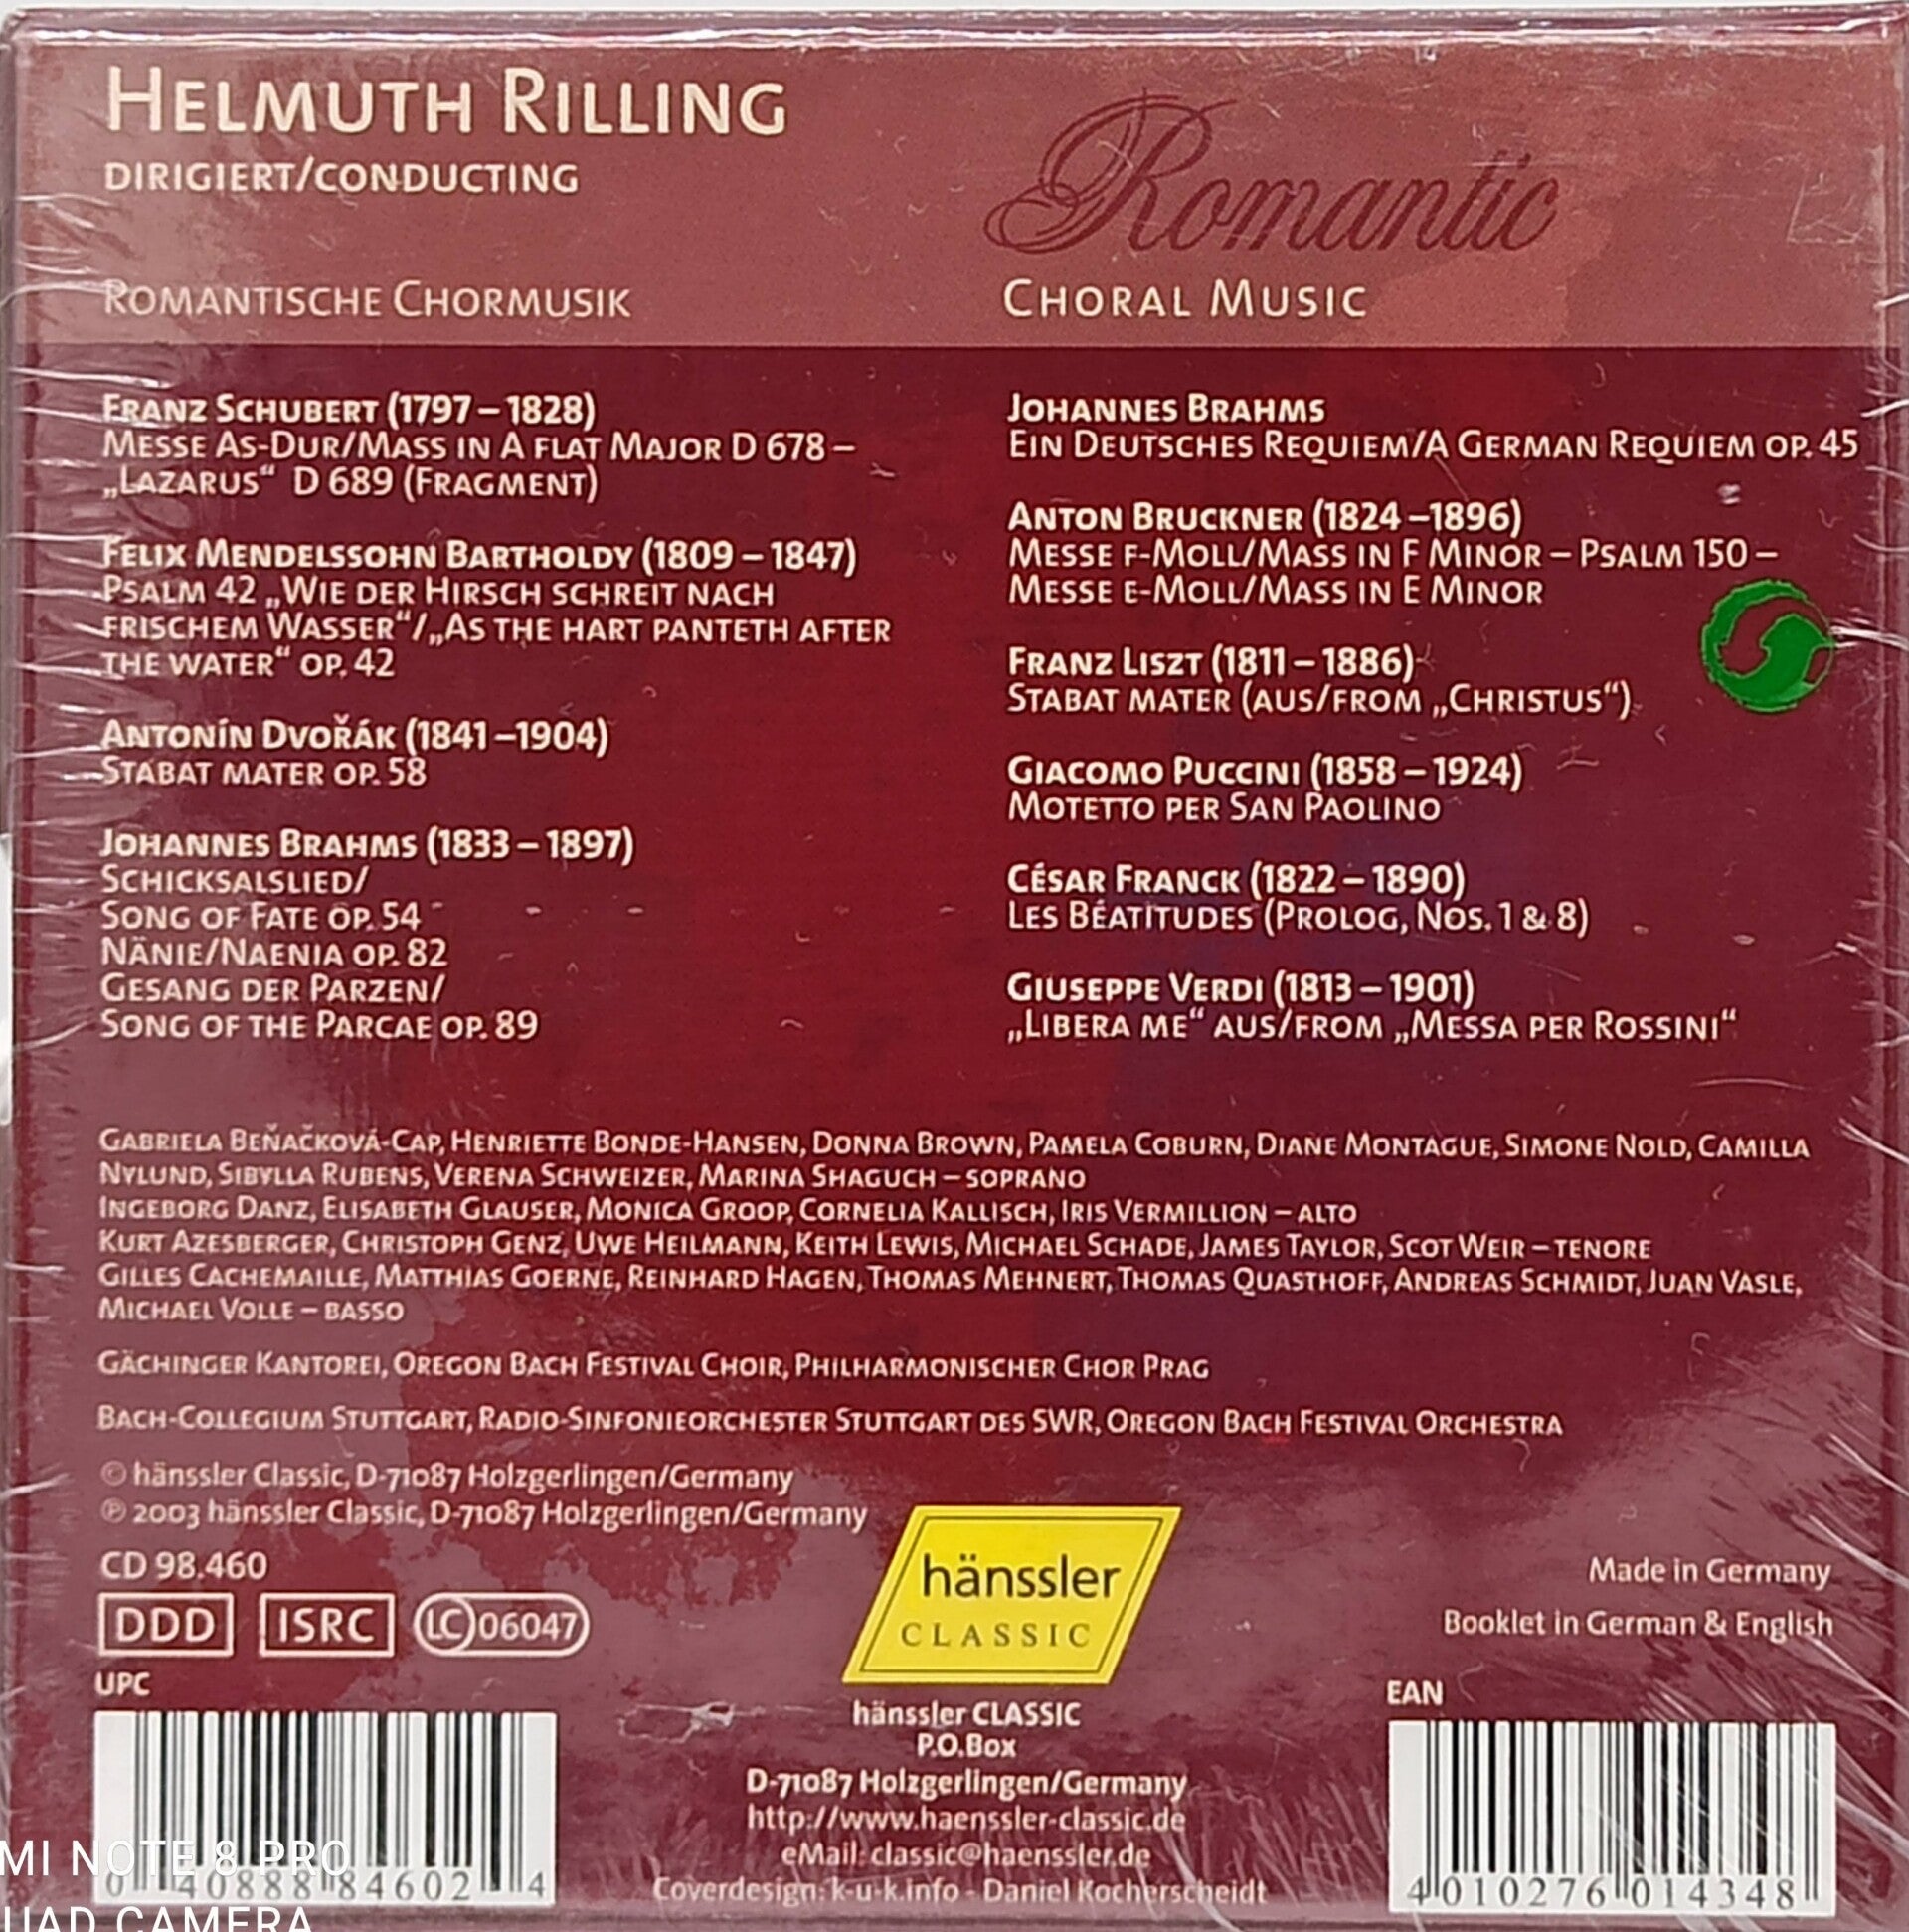 HELMUTH RILLING
DIRIGIERT/CONDUCTING
Romantic
ROMANTISCHE CHORMUSIK
CHORAL MUSIC
FRANZ SCHUBERT (1797 – 1828)
MESSE AS-DUR/MASS IN A FLAT MAJOR D 678 –
„LAZARUS“ D 689 (FRAGMENT)
FELIX MENDELSSOHN BARTHOLDY (1809 – 1847)
PSALM 42 „WIE DER HIRSCH SCHREIT NACH
FRISCHEM WASSER“/„AS THE HART PANTETH AFTER
THE WATER“ OP. 42
ANTONÍN DVOŘÁK (1841 –1904)
STABAT MATER OP. 58
JOHANNES BRAHMS (1833 – 1897)
SCHICKSALSLIED/
SONG OF FATE OP. 54
NÄNIE/NAENIA OP. 82
GESANG DER PARZEN/
SONG OF THE PARCAE OP. 89
JOHANNES BRAHMS
EIN DEUTSCHES REQUIEM/A GERMAN REQUIEM OP. 45
ANTON BRUCKNER (1824 –1896)
MESSE F-MOLL/MASS IN F MINOR – PSALM 150 –
MESSE E-MOLL/MASS IN E MINOR
FRANZ LISZT (1811 – 1886)
STABAT MATER (AUS/FROM „CHRISTUS“)
GIACOMO PUCCINI (1858 – 1924)
MOTETTO PER SAN PAOLINO
CÉSAR FRANCK (1822 – 1890)
LES BÉATITUDES (PROLOG, NOS. 1 & 8)
GIUSEPPE VERDI (1813 – 1901)
„LIBERA ME“ AUS/FROM „MESSA PER ROSSINI“
GABRIELA BEŇAČKOVÁ-CAP, HENRIETTE BONDE-HANSEN, DONNA BROWN, PAMELA COBURN, DIANE MONTAGUE, SIMONE NOLD, CAMILLA
NYLUND, SIBYLLA RUBENS, VERENA SCHWEIZER, MARINA SHAGUCH – SOPRANO
INGEBORG DANZ, ELISABETH GLAUSER, MONICA GROOP, CORNELIA KALLISCH, IRIS VERMILLION – ALTO
KURT AZESBERGER, CHRISTOPH GENZ, UWE HEILMANN, KEITH LEWIS, MICHAEL SCHADE, JAMES TAYLOR, SCOT WEIR – TENORE
GILLES CACHEMAILLE, MATTHIAS GOERNE, REINHARD HAGEN, THOMAS MEHNERT, THOMAS QUASTHOFF, ANDREAS SCHMIDT, JUAN VASLE,
MICHAEL VOLLE – BASSO
GÄCHINGER KANTOREI, OREGON BACH FESTIVAL CHOIR, PHILHARMONISCHER CHOR PRAG
BACH-COLLEGIUM STUTTGART, RADIO-SINFONIEORCHESTER STUTTGART DES SWR, OREGON BACH FESTIVAL ORCHESTRA
© hänssler Classic, D-71087 Holzgerlingen/Germany
℗ 2003 hänssler Classic, D-71087 Holzgerlingen/Germany
CD 98.460
DDD ISRC LC 06047
hänssler
CLASSIC
Made in Germany
Booklet in German & English
UPC
0 40888 84602 4
hänssler CLASSIC
P.O.Box
D-71087 Holzgerlingen/Germany
http://www.haenssler-classic.de
eMail: classic@haenssler.de
Coverdesign: k-u-k.info - Daniel Kocherscheidt
EAN
4 010276 014348
MI NOTE 8 PRO
UAD CAMERA